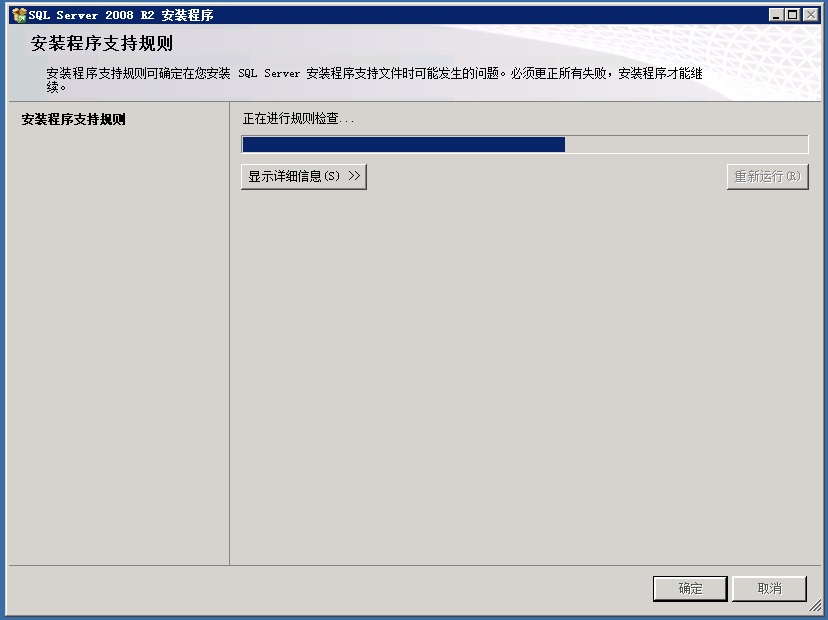 SQL Server 2008 R2 安装程序
安装程序支持规则
安装程序支持规则可确定在您安装 SQL Server 安装程序支持文件时可能发生的问题。必须更正所有失败，安装程序才能继
续。
安装程序支持规则
正在进行规则检查...
显示详细信息(S) >>
重新运行(R)
确定
取消